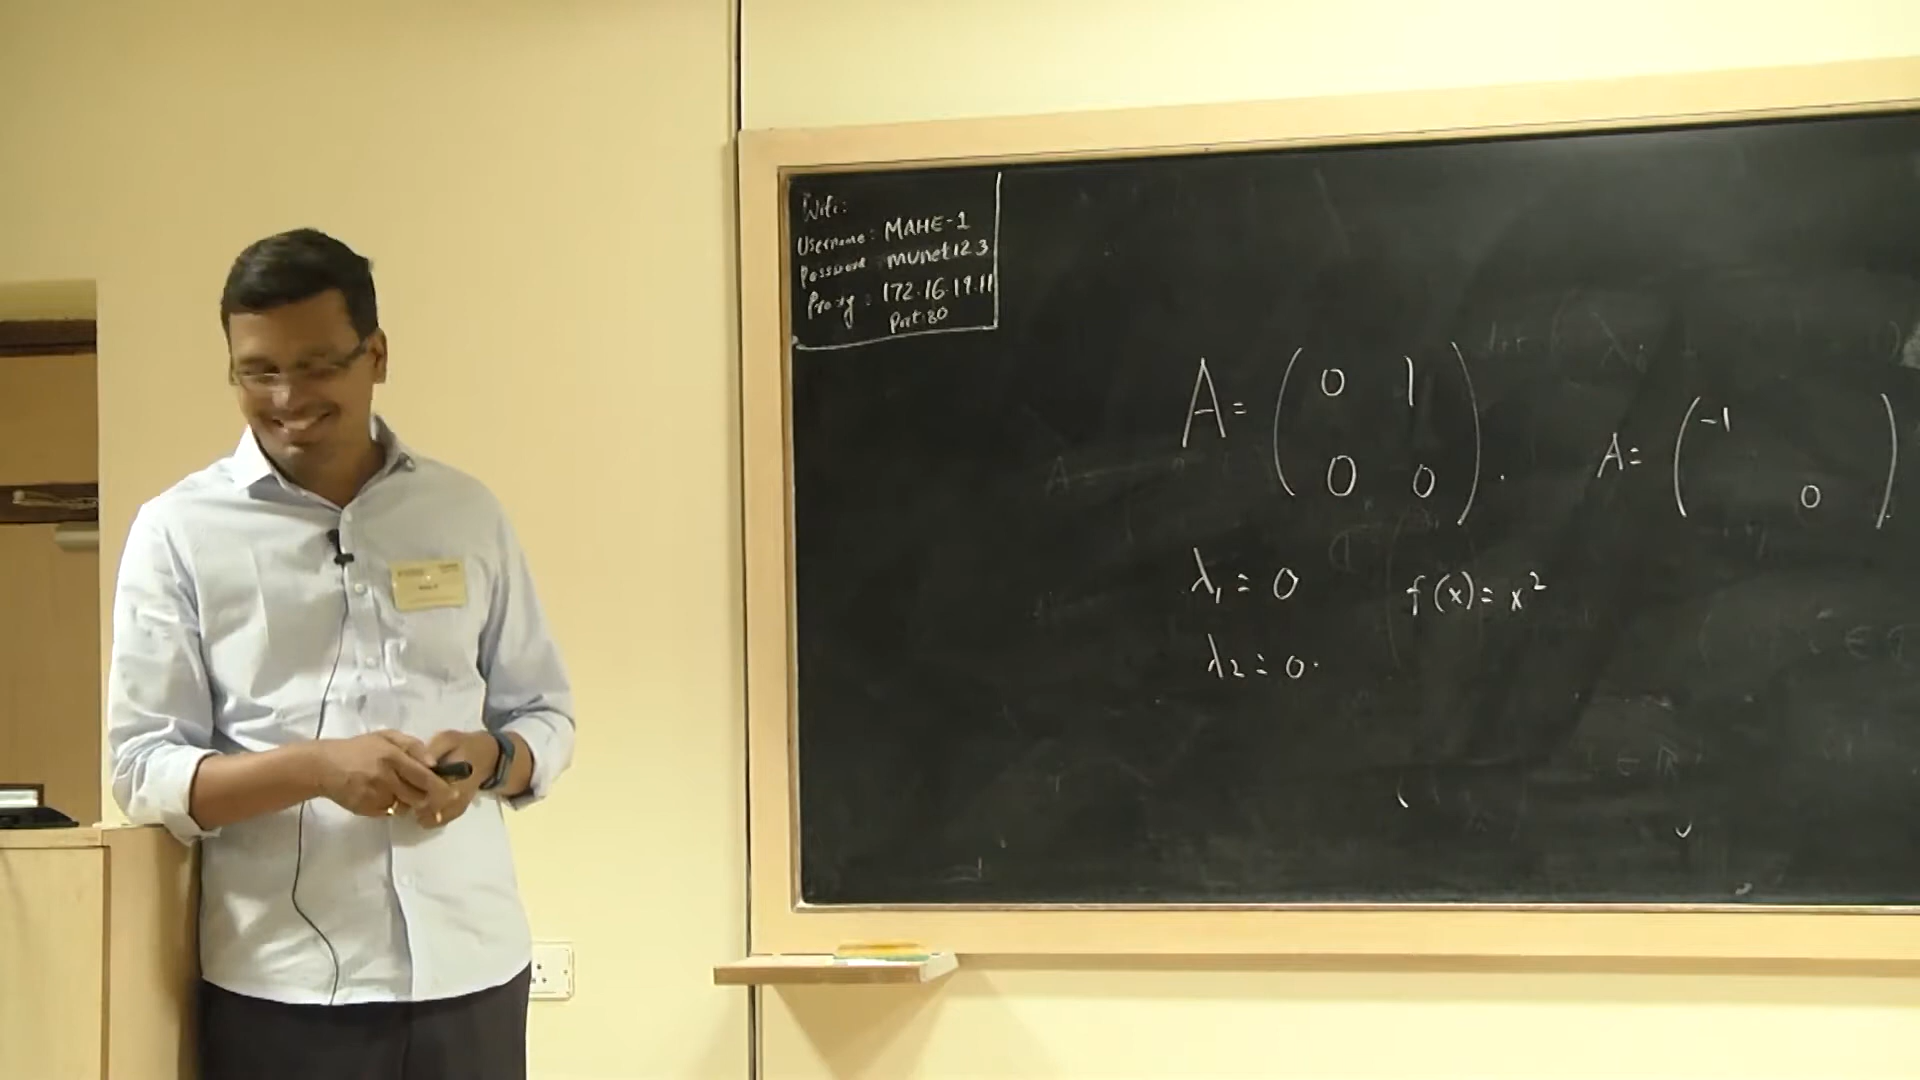 Wifi:
Username: MAHE-1
Password: munet123
Proxy: 172.16.19.11
Port:80
A= ( 0 1
0 0 ) .
A= ( -1
0 ) .
λ₁ = 0
f(x)= x²
λ₂ = 0.